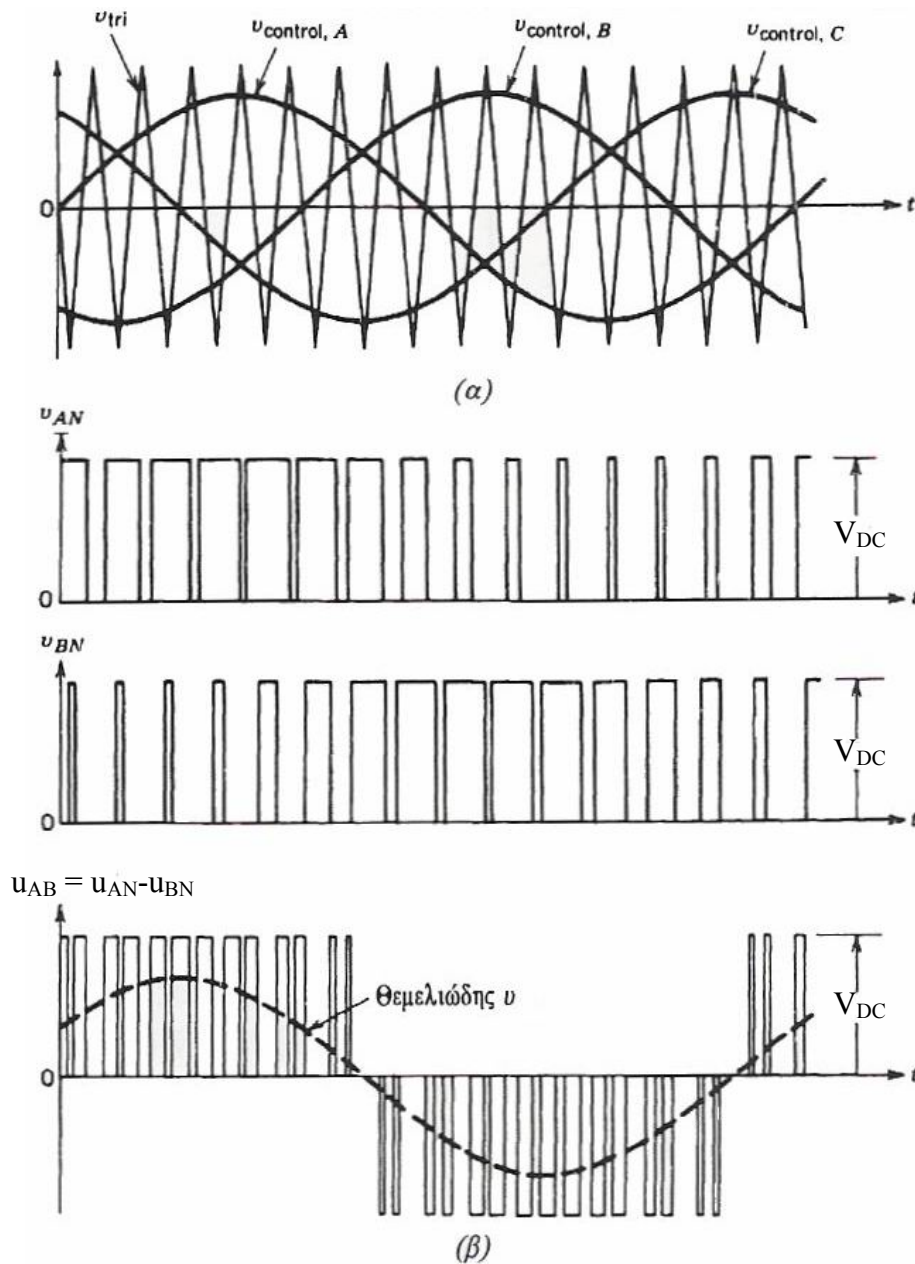 υtri
υcontrol, A
υcontrol, B
υcontrol, C
0
t
(α)
υAN
VDC
0
t
υBN
VDC
0
t
uAB = uAN-uBN
Θεμελιώδης υ
VDC
0
t
(β)